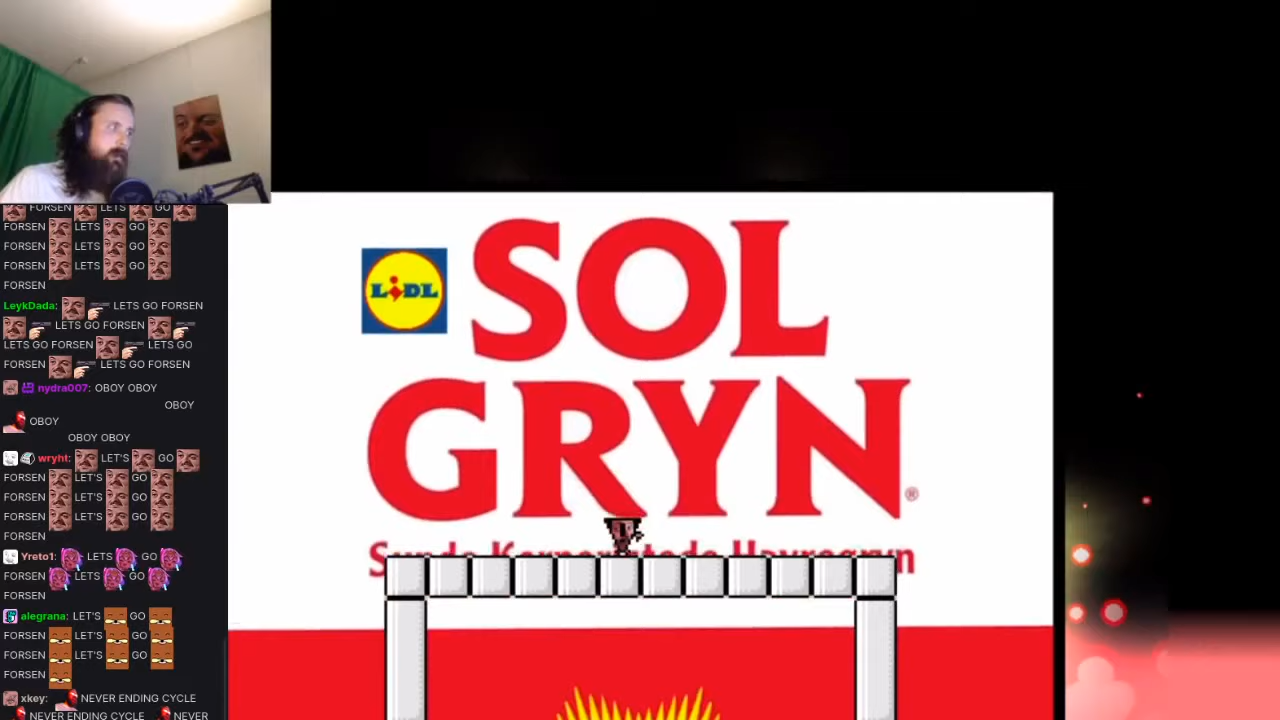 FORSEN LETS GO
FORSEN LETS GO
FORSEN LETS GO
FORSEN LETS GO
FORSEN
LeykDada: LETS GO FORSEN
LETS GO FORSEN
LETS GO FORSEN LETS GO
FORSEN LETS GO FORSEN
nydra007: OBOY OBOY
OBOY
OBOY
OBOY OBOY
wryht: LET'S GO
FORSEN LET'S GO
FORSEN LET'S GO
FORSEN LET'S GO
FORSEN
Yreto1: LETS GO
FORSEN LETS GO
FORSEN
alegrana: LET'S GO
FORSEN LET'S GO
FORSEN LET'S GO
FORSEN
xkey: NEVER ENDING CYCLE
NEVER ENDING CYCLE NEVER
LIDL
SOL
GRYN®